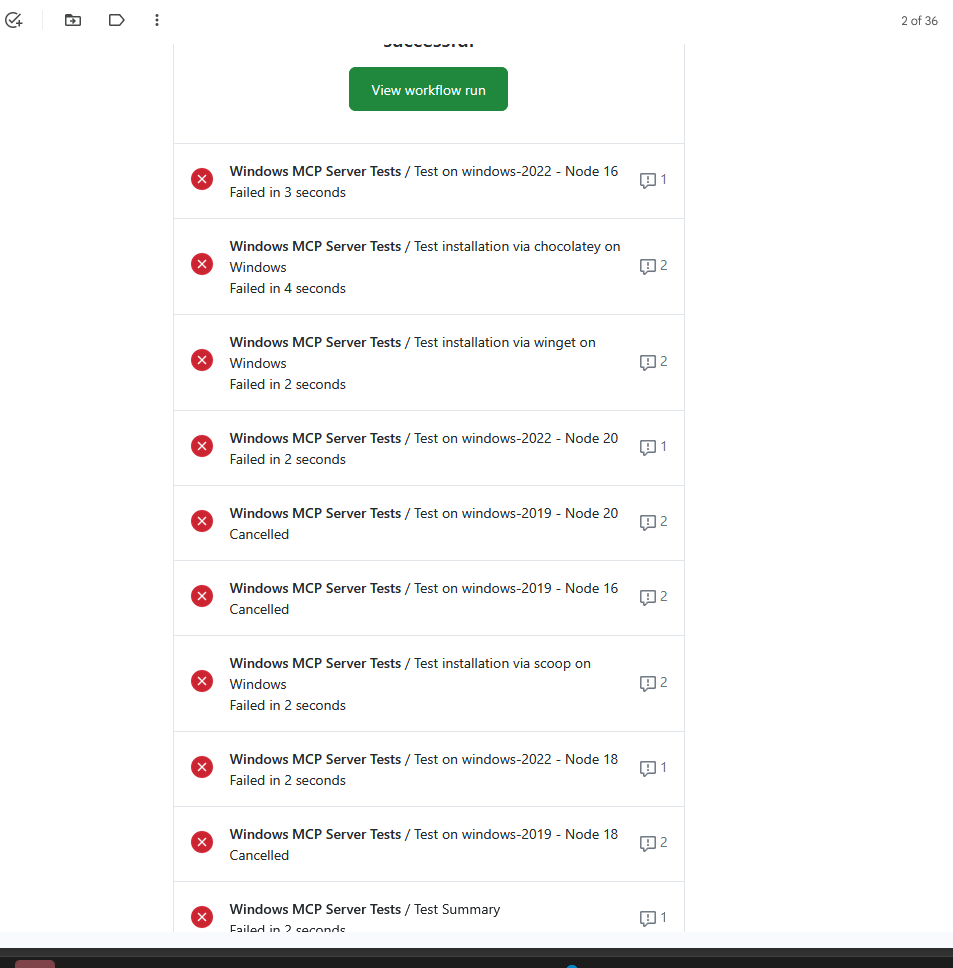 2 of 36
successful
View workflow run
Windows MCP Server Tests / Test on windows-2022 - Node 16
Failed in 3 seconds
1
Windows MCP Server Tests / Test installation via chocolatey on
Windows
Failed in 4 seconds
2
Windows MCP Server Tests / Test installation via winget on
Windows
Failed in 2 seconds
2
Windows MCP Server Tests / Test on windows-2022 - Node 20
Failed in 2 seconds
1
Windows MCP Server Tests / Test on windows-2019 - Node 20
Cancelled
2
Windows MCP Server Tests / Test on windows-2019 - Node 16
Cancelled
2
Windows MCP Server Tests / Test installation via scoop on
Windows
Failed in 2 seconds
2
Windows MCP Server Tests / Test on windows-2022 - Node 18
Failed in 2 seconds
1
Windows MCP Server Tests / Test on windows-2019 - Node 18
Cancelled
2
Windows MCP Server Tests / Test Summary
Failed in 2 seconds
1